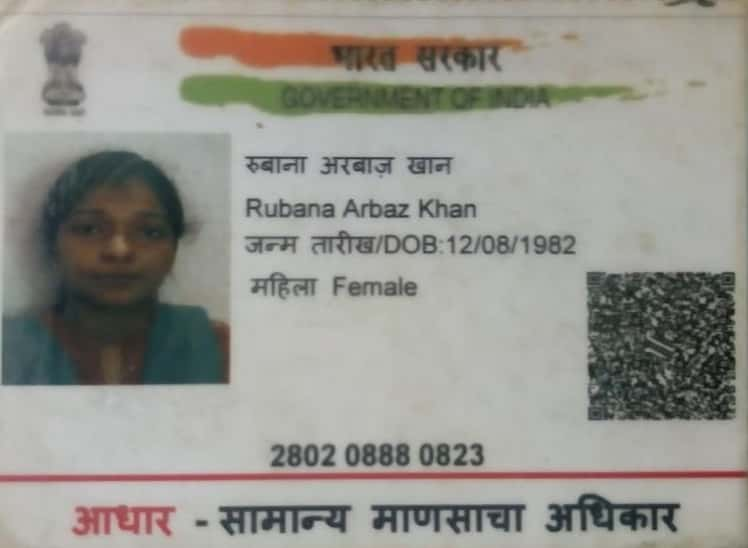 भारत सरकार
GOVERNMENT OF INDIA
रुबाना अरबाज़ खान
Rubana Arbaz Khan
जन्म तारीख/DOB:12/08/1982
महिला Female
2802 0888 0823
आधार - सामान्य माणसाचा अधिकार